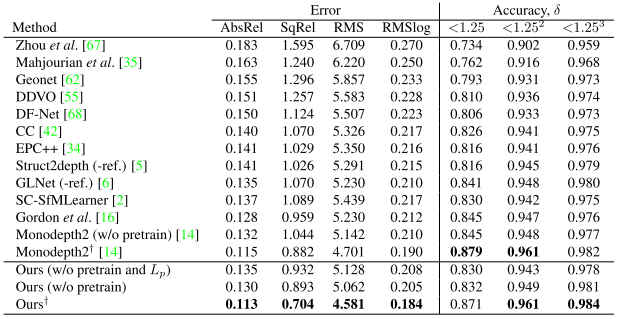 Error Accuracy, δ
Method AbsRel SqRel RMS RMSlog <1.25 <1.25² <1.25³
Zhou et al. [67] 0.183 1.595 6.709 0.270 0.734 0.902 0.959
Mahjourian et al. [35] 0.163 1.240 6.220 0.250 0.762 0.916 0.968
Geonet [62] 0.155 1.296 5.857 0.233 0.793 0.931 0.973
DDVO [55] 0.151 1.257 5.583 0.228 0.810 0.936 0.974
DF-Net [68] 0.150 1.124 5.507 0.223 0.806 0.933 0.973
CC [42] 0.140 1.070 5.326 0.217 0.826 0.941 0.975
EPC++ [34] 0.141 1.029 5.350 0.216 0.816 0.941 0.976
Struct2depth (-ref.) [5] 0.141 1.026 5.291 0.215 0.816 0.945 0.979
GLNet (-ref.) [6] 0.135 1.070 5.230 0.210 0.841 0.948 0.980
SC-SfMLearner [2] 0.137 1.089 5.439 0.217 0.830 0.942 0.975
Gordon et al. [16] 0.128 0.959 5.230 0.212 0.845 0.947 0.976
Monodepth2 (w/o pretrain) [14] 0.132 1.044 5.142 0.210 0.845 0.948 0.977
Monodepth2† [14] 0.115 0.882 4.701 0.190 0.879 0.961 0.982
Ours (w/o pretrain and Lₚ) 0.135 0.932 5.128 0.208 0.830 0.943 0.978
Ours (w/o pretrain) 0.130 0.893 5.062 0.205 0.832 0.949 0.981
Ours† 0.113 0.704 4.581 0.184 0.871 0.961 0.984